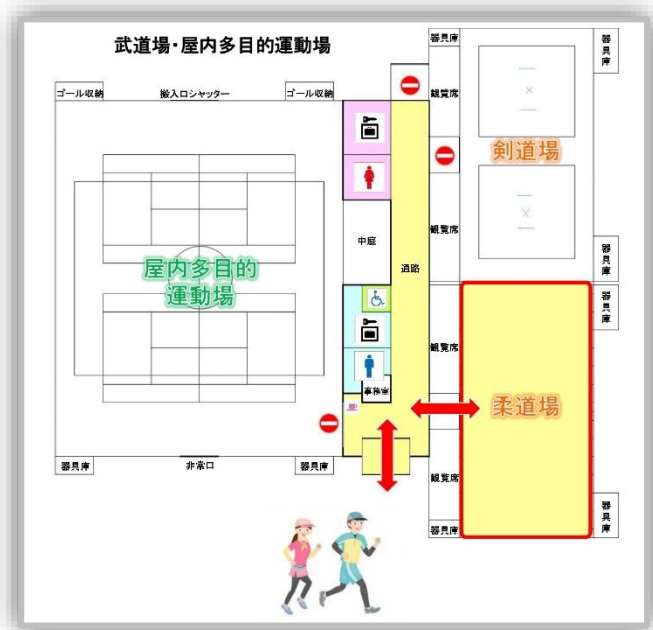 武道場・屋内多目的運動場
器具庫
器具庫
ゴール収納
搬入口シャッター
ゴール収納
観覧席
剣道場
中庭
観覧席
通路
器具庫
屋内多目的
運動場
器具庫
観覧席
事務室
柔道場
器具庫
非常口
器具庫
観覧席
器具庫
器具庫